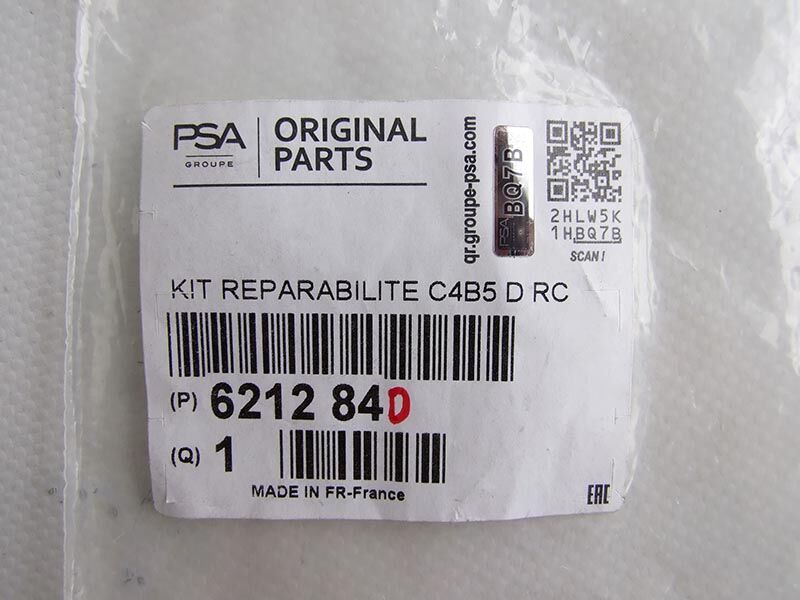 PSA
GROUPE
ORIGINAL
PARTS
qr.groupe-psa.com
PSA
BQ7B
2HLW5K
1HBQ7B
SCAN!
KIT REPARABILITE C4B5 D RC
(P) 6212 84D
(Q) 1
MADE IN FR-France
EAC